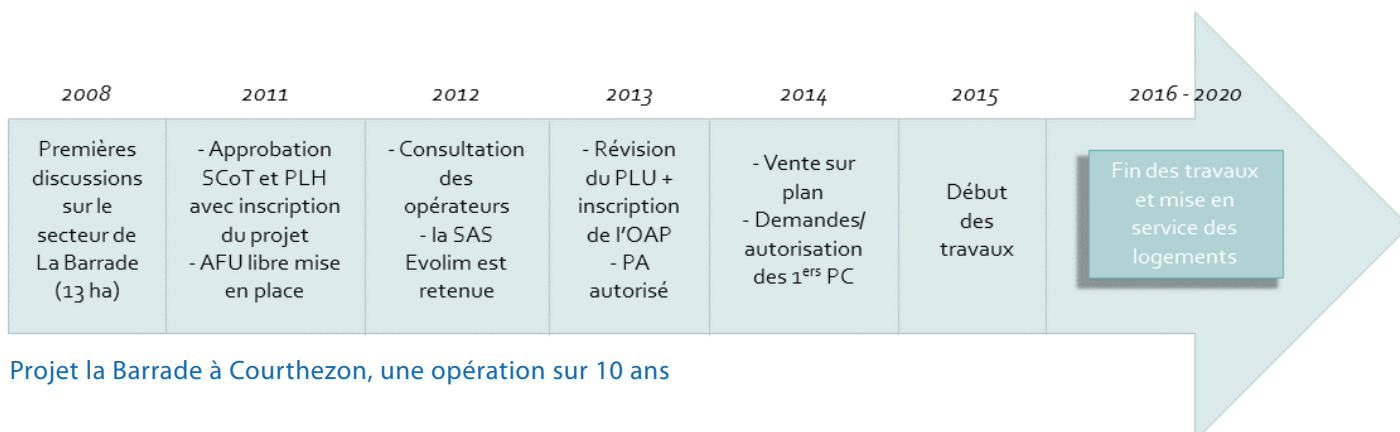 2008
2011
2012
2013
2014
2015
2016 - 2020
Premières
discussions
sur le
secteur de
La Barrade
(13 ha)
- Approbation
SCoT et PLH
avec inscription
du projet
- AFU libre mise
en place
- Consultation
des
opérateurs
- la SAS
Evolim est
retenue
- Révision
du PLU +
inscription
de l'OAP
- PA
autorisé
- Vente sur
plan
- Demandes/
autorisation
des 1ers PC
Début
des
travaux
Fin des travaux
et mise en
service des
logements
Projet la Barrade à Courthezon, une opération sur 10 ans